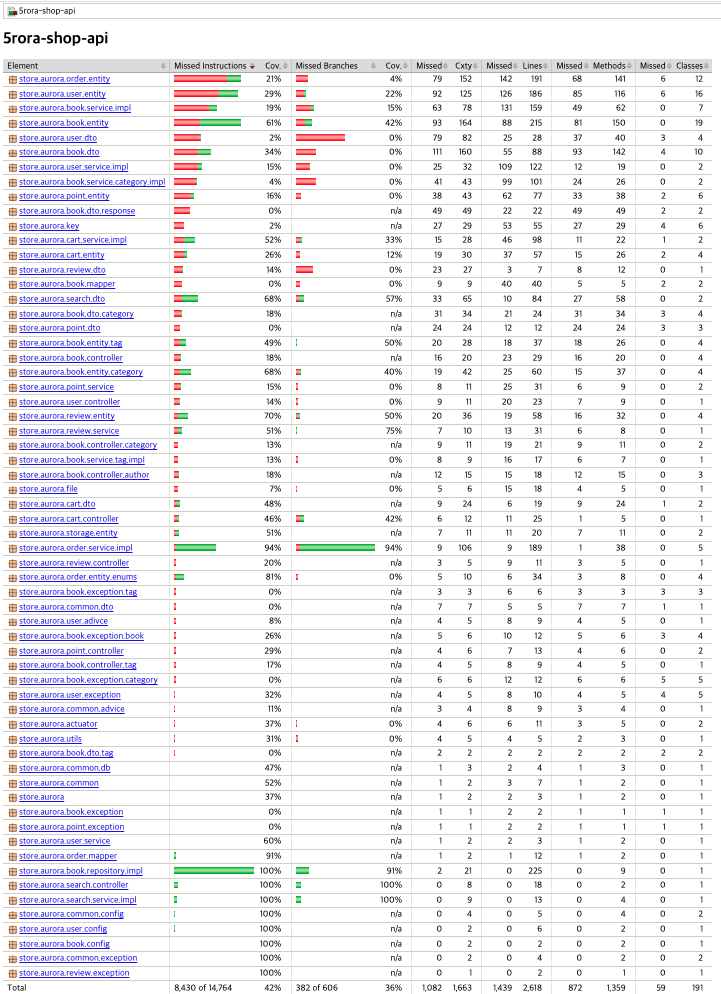 5rora-shop-api
5rora-shop-api
Element Missed Instructions Cov. Missed Branches Cov. Missed Cxty Missed Lines Missed Methods Missed Classes
store.aurora.order.entity 21% 4% 79 152 142 191 68 141 6 12
store.aurora.user.entity 29% 22% 92 125 126 186 85 116 6 16
store.aurora.book.service.impl 19% 15% 63 78 131 159 49 62 0 7
store.aurora.book.entity 61% 42% 93 164 88 215 81 150 0 19
store.aurora.user.dto 2% 0% 79 82 25 28 37 40 3 4
store.aurora.book.dto 34% 0% 111 160 55 88 93 142 4 10
store.aurora.user.service.impl 15% 0% 25 32 109 122 12 19 0 2
store.aurora.book.service.category.impl 4% 0% 41 43 99 101 24 26 0 2
store.aurora.point.entity 16% 0% 38 43 62 77 33 38 2 6
store.aurora.book.dto.response 0% n/a 49 49 22 22 49 49 2 2
store.aurora.key 2% n/a 27 29 53 55 27 29 4 6
store.aurora.cart.service.impl 52% 33% 15 28 46 98 11 22 1 2
store.aurora.cart.entity 26% 12% 19 30 37 57 15 26 2 4
store.aurora.review.dto 14% 0% 23 27 3 7 8 12 0 1
store.aurora.book.mapper 0% 0% 9 9 40 40 5 5 2 2
store.aurora.search.dto 68% 57% 33 65 10 84 27 58 0 2
store.aurora.book.dto.category 18% n/a 31 34 21 24 31 34 3 4
store.aurora.point.dto 0% n/a 24 24 12 12 24 24 3 3
store.aurora.book.entity.tag 49% 50% 20 28 18 37 18 26 0 4
store.aurora.book.controller 18% n/a 16 20 23 29 16 20 0 4
store.aurora.book.entity.category 68% 40% 19 42 25 60 15 37 0 4
store.aurora.point.service 15% 0% 8 11 25 31 6 9 0 2
store.aurora.user.controller 14% 0% 9 11 20 23 7 9 0 1
store.aurora.review.entity 70% 50% 20 36 19 58 16 32 0 4
store.aurora.review.service 51% 75% 7 10 13 31 6 8 0 1
store.aurora.book.controller.category 13% n/a 9 11 19 21 9 11 0 2
store.aurora.book.service.tag.impl 13% 0% 8 9 16 17 6 7 0 1
store.aurora.book.controller.author 18% n/a 12 15 15 18 12 15 0 3
store.aurora.file 7% 0% 5 6 15 18 4 5 0 1
store.aurora.cart.dto 48% n/a 9 24 6 19 9 24 1 2
store.aurora.cart.controller 46% 42% 6 12 11 25 1 5 0 1
store.aurora.storage.entity 51% n/a 7 11 11 20 7 11 0 2
store.aurora.order.service.impl 94% 94% 9 106 9 189 1 38 0 5
store.aurora.review.controller 20% n/a 3 5 9 11 3 5 0 1
store.aurora.order.entity.enums 81% 0% 5 10 6 34 3 8 0 4
store.aurora.book.exception.tag 0% n/a 3 3 6 6 3 3 3 3
store.aurora.common.dto 0% n/a 7 7 5 5 7 7 1 1
store.aurora.user.adivce 8% n/a 4 5 8 9 4 5 0 1
store.aurora.book.exception.book 26% n/a 5 6 10 12 5 6 3 4
store.aurora.point.controller 29% n/a 4 6 7 13 4 6 0 2
store.aurora.book.controller.tag 17% n/a 4 5 8 9 4 5 0 1
store.aurora.book.exception.category 0% n/a 6 6 12 12 6 6 5 5
store.aurora.user.exception 32% n/a 4 5 8 10 4 5 4 5
store.aurora.common.advice 11% n/a 3 4 8 9 3 4 0 1
store.aurora.actuator 37% 0% 4 6 6 11 3 5 0 2
store.aurora.utils 31% 0% 4 5 4 5 2 3 0 1
store.aurora.book.dto.tag 0% n/a 2 2 2 2 2 2 2 2
store.aurora.common.db 47% n/a 1 3 2 4 1 3 0 1
store.aurora.common 52% n/a 1 2 3 7 1 2 0 1
store.aurora 37% n/a 1 2 2 3 1 2 0 1
store.aurora.book.exception 0% n/a 1 1 2 2 1 1 1 1
store.aurora.point.exception 0% n/a 1 1 2 2 1 1 1 1
store.aurora.user.service 60% n/a 1 2 2 3 1 2 0 1
store.aurora.order.mapper 91% n/a 1 2 1 12 1 2 0 1
store.aurora.book.repository.impl 100% 91% 2 21 0 225 0 9 0 1
store.aurora.search.controller 100% 100% 0 8 0 18 0 2 0 1
store.aurora.search.service.impl 100% 100% 0 9 0 13 0 4 0 1
store.aurora.common.config 100% n/a 0 4 0 5 0 4 0 2
store.aurora.user.config 100% n/a 0 2 0 6 0 2 0 1
store.aurora.book.config 100% n/a 0 2 0 2 0 2 0 1
store.aurora.common.exception 100% n/a 0 2 0 4 0 2 0 2
store.aurora.review.exception 100% n/a 0 1 0 2 0 1 0 1
Total 8,430 of 14,764 42% 382 of 606 36% 1,082 1,663 1,439 2,618 872 1,359 59 191